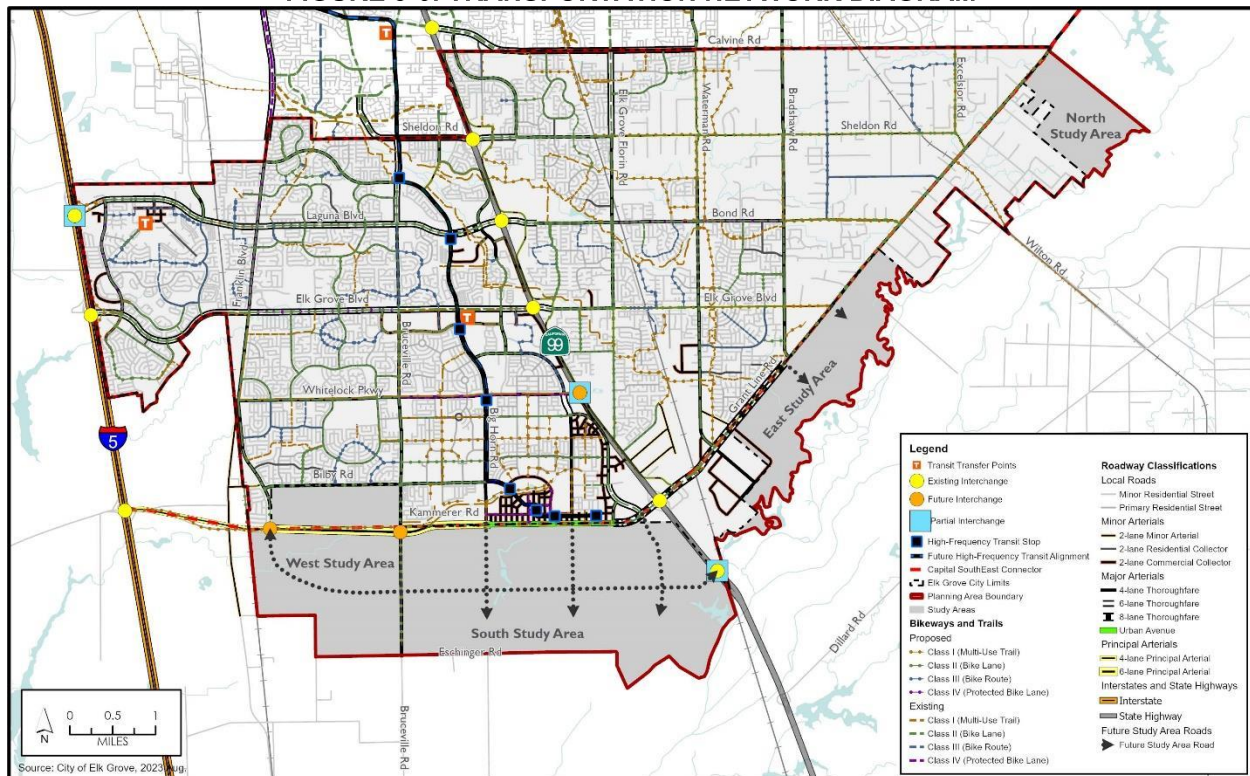 FIGURE 3-6: TRANSPORTATION NETWORK DIAGRAM
Calvine Rd
Excelsior Rd
Elk Grove Florin Rd
Waterman Rd
Bradshaw Rd
Sheldon Rd
Sheldon Rd
North
Study Area
Laguna Blvd
Bond Rd
Franklin Blvd
Wilton Rd
Elk Grove Blvd
Elk Grove Blvd
99
Bruceville Rd
Grant Line Rd
East Study Area
Whitelock Pkwy
Big Horn Rd
5
Bilby Rd
Kammerer Rd
West Study Area
South Study Area
Eschinger Rd
Dillard Rd
Bruceville Rd
N
0 0.5 1
MILES
Source: City of Elk Grove, 2023 Aug.
Legend
T Transit Transfer Points
Existing Interchange
Future Interchange
Partial Interchange
High-Frequency Transit Stop
Future High-Frequency Transit Alignment
Capital SouthEast Connector
Elk Grove City Limits
Planning Area Boundary
Study Areas
Bikeways and Trails
Proposed
Class I (Multi-Use Trail)
Class II (Bike Lane)
Class III (Bike Route)
Class IV (Protected Bike Lane)
Existing
Class I (Multi-Use Trail)
Class II (Bike Lane)
Class III (Bike Route)
Class IV (Protected Bike Lane)
Roadway Classifications
Local Roads
Minor Residential Street
Primary Residential Street
Minor Arterials
2-lane Minor Arterial
2-lane Residential Collector
2-lane Commercial Collector
Major Arterials
4-lane Thoroughfare
6-lane Thoroughfare
8-lane Thoroughfare
Urban Avenue
Principal Arterials
4-lane Principal Arterial
6-lane Principal Arterial
Interstates and State Highways
Interstate
State Highway
Future Study Area Roads
Future Study Area Road